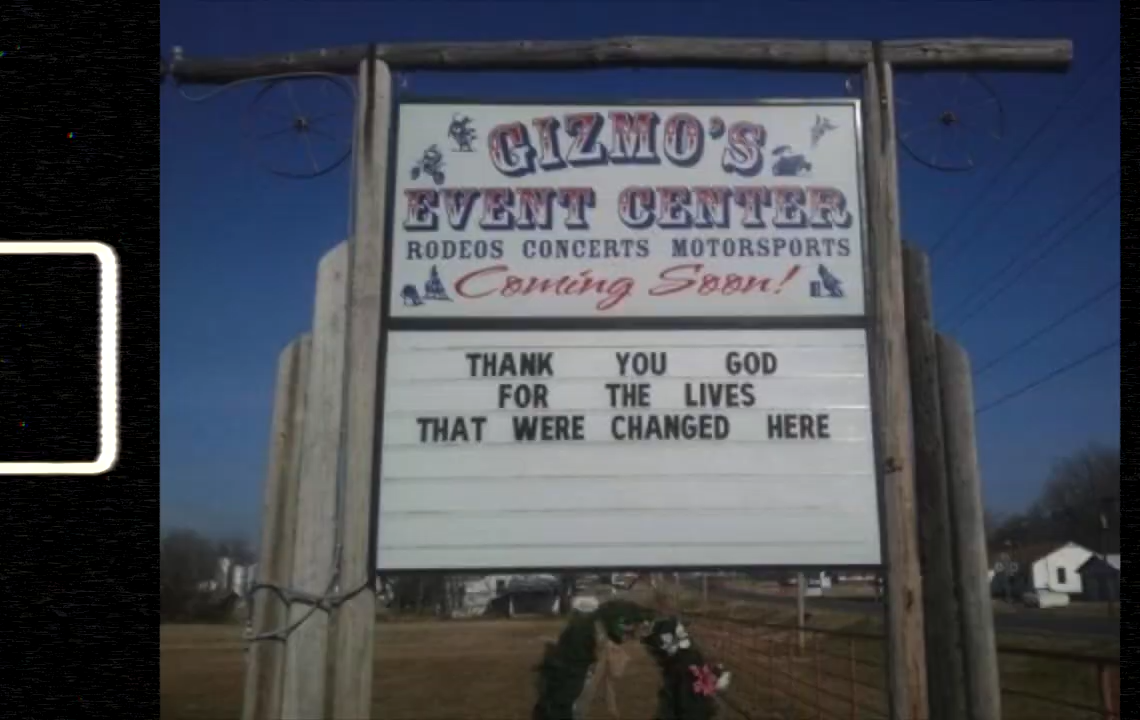 GIZMO'S
EVENT CENTER
RODEOS CONCERTS MOTORSPORTS
Coming Soon!
THANK YOU GOD
FOR THE LIVES
THAT WERE CHANGED HERE